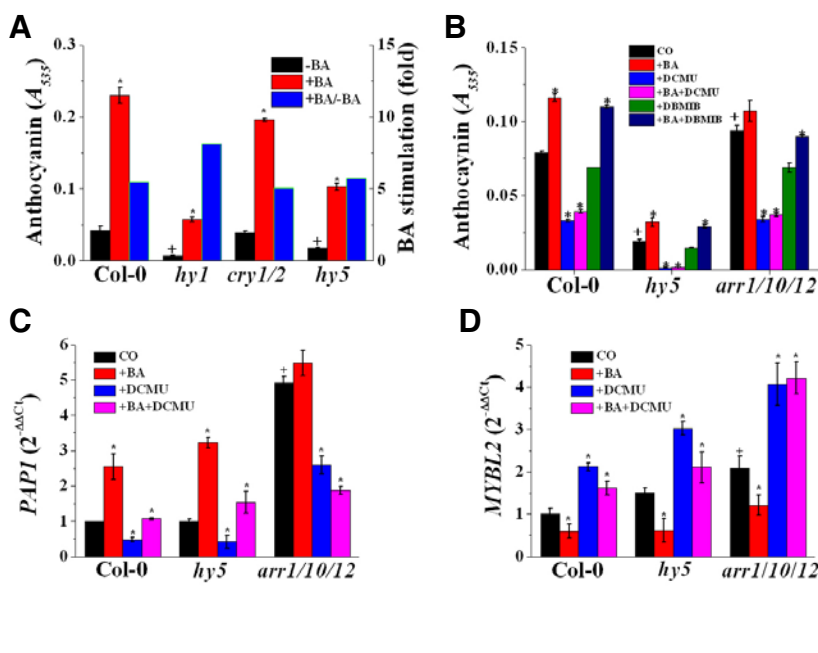 A
Anthocyanin (A535)
0.3
0.2
0.1
0.0
-BA
+BA
+BA/-BA
15
10
5
0
BA stimulation (fold)
Col-0 hy1 cry1/2 hy5
* + * * + *
B
Anthocaynin (A535)
0.15
0.10
0.05
0.00
CO
+BA
+DCMU
+BA+DCMU
+DBMIB
+BA+DBMIB
Col-0 hy5 arr1/10/12
* * * * + * * * * + * * *
C
PAP1 (2-ΔΔCt)
6
5
4
3
2
1
0
CO
+BA
+DCMU
+BA+DCMU
Col-0 hy5 arr1/10/12
* * * * * * + * *
D
MYBL2 (2-ΔΔCt)
5
4
3
2
1
0
CO
+BA
+DCMU
+BA+DCMU
Col-0 hy5 arr1|10|12
* * * * * * + * * *